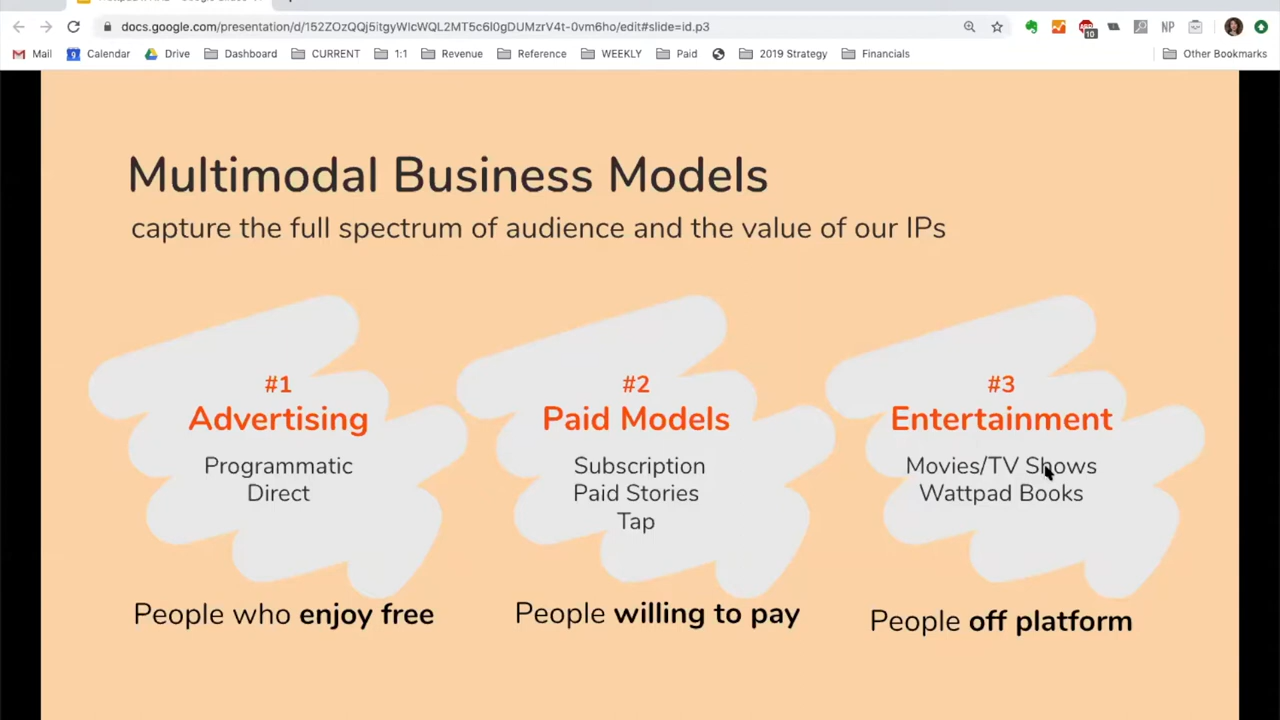 docs.google.com/presentation/d/152ZOzQQj5itgyWlcWQL2MT5c6l0gDUMzrV4t-0vm6ho/edit#slide=id.p3
10
NP
Mail
9
Calendar
Drive
Dashboard
CURRENT
1:1
Revenue
Reference
WEEKLY
Paid
2019 Strategy
Financials
Other Bookmarks
Multimodal Business Models
capture the full spectrum of audience and the value of our IPs
#1
Advertising
Programmatic
Direct
People who enjoy free
#2
Paid Models
Subscription
Paid Stories
Tap
People willing to pay
#3
Entertainment
Movies/TV Shows
Wattpad Books
People off platform